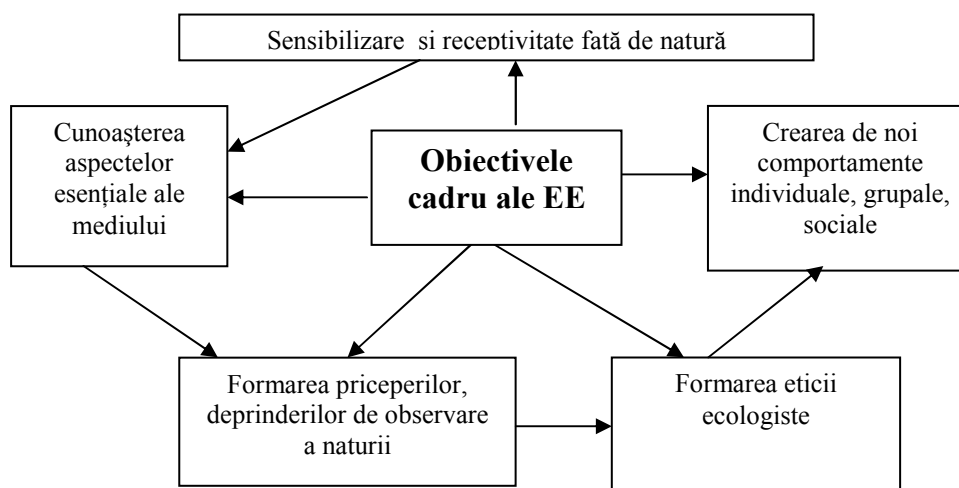 Sensibilizare si receptivitate fată de natură
Cunoaşterea
aspectelor
esențiale ale
mediului
Obiectivele
cadru ale EE
Crearea de noi
comportamente
individuale, grupale,
sociale
Formarea priceperilor,
deprinderilor de observare
a naturii
Formarea eticii
ecologiste